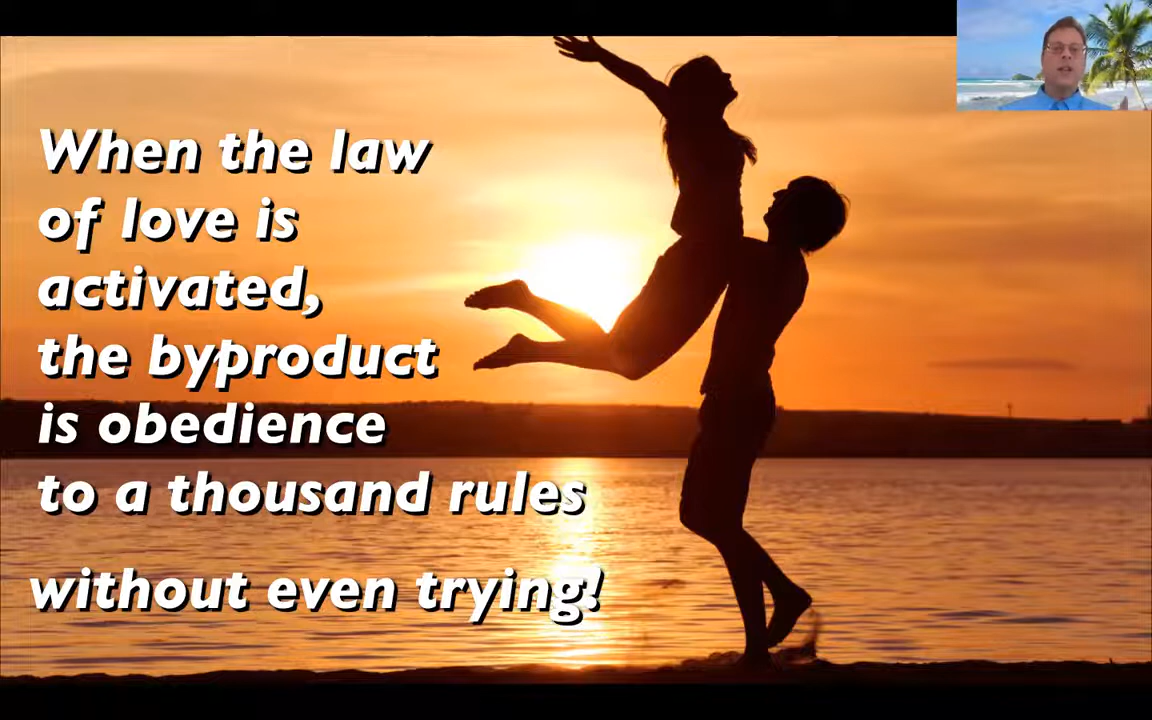 When the law
of love is
activated,
the byproduct
is obedience
to a thousand rules
without even trying!